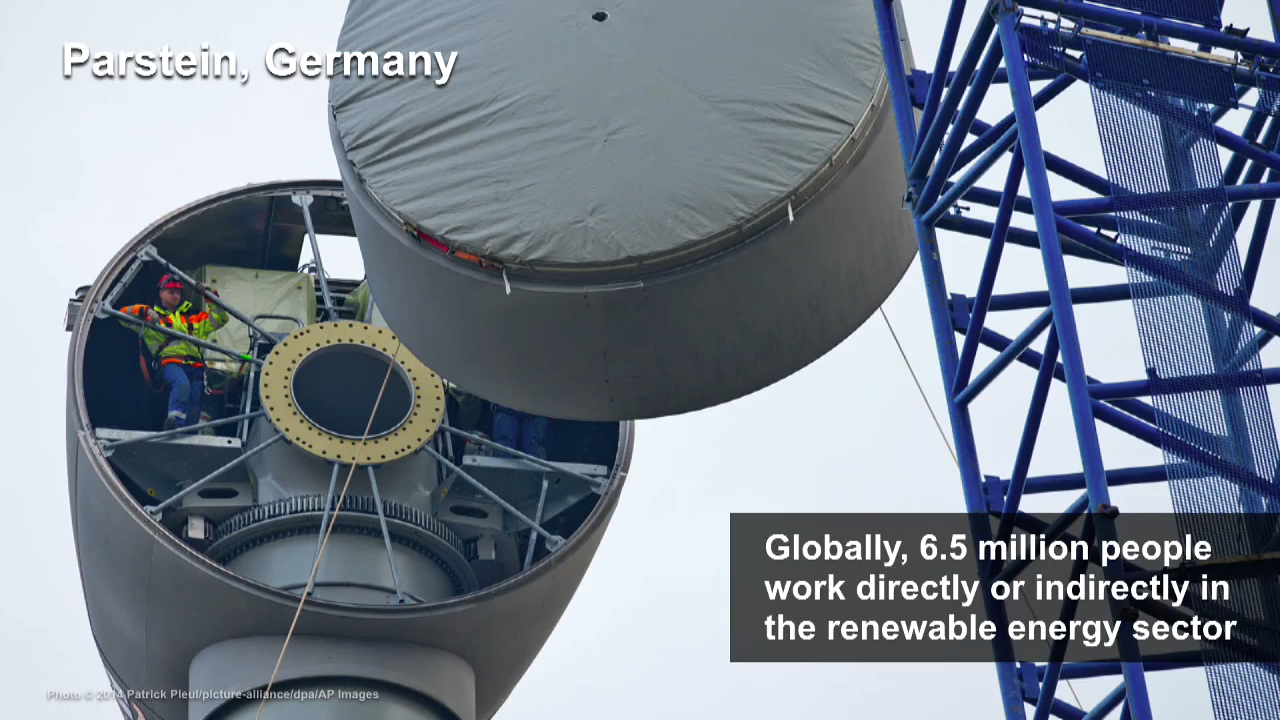 Parstein, Germany
Globally, 6.5 million people
work directly or indirectly in
the renewable energy sector
Photo © 2014 Patrick Pleul/picture-alliance/dpa/AP Images